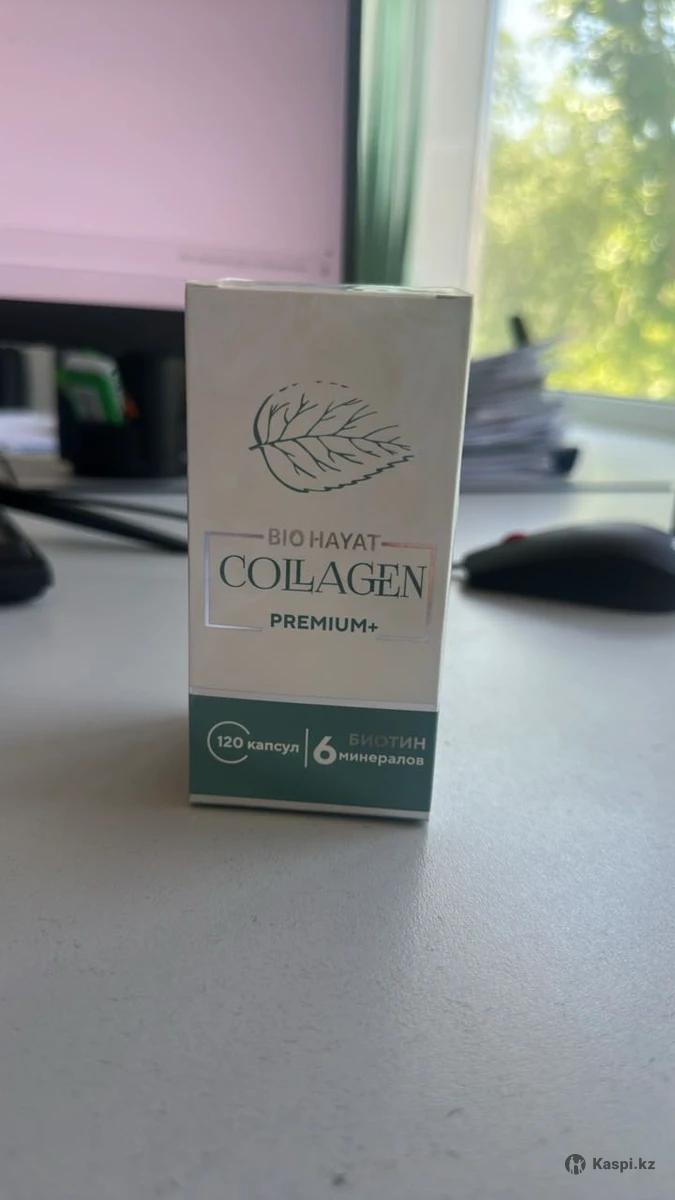 BIO HAYAT
COLLAGEN
PREMIUM+
120 капсул
БИОТИН
6 минералов
Kaspi.kz